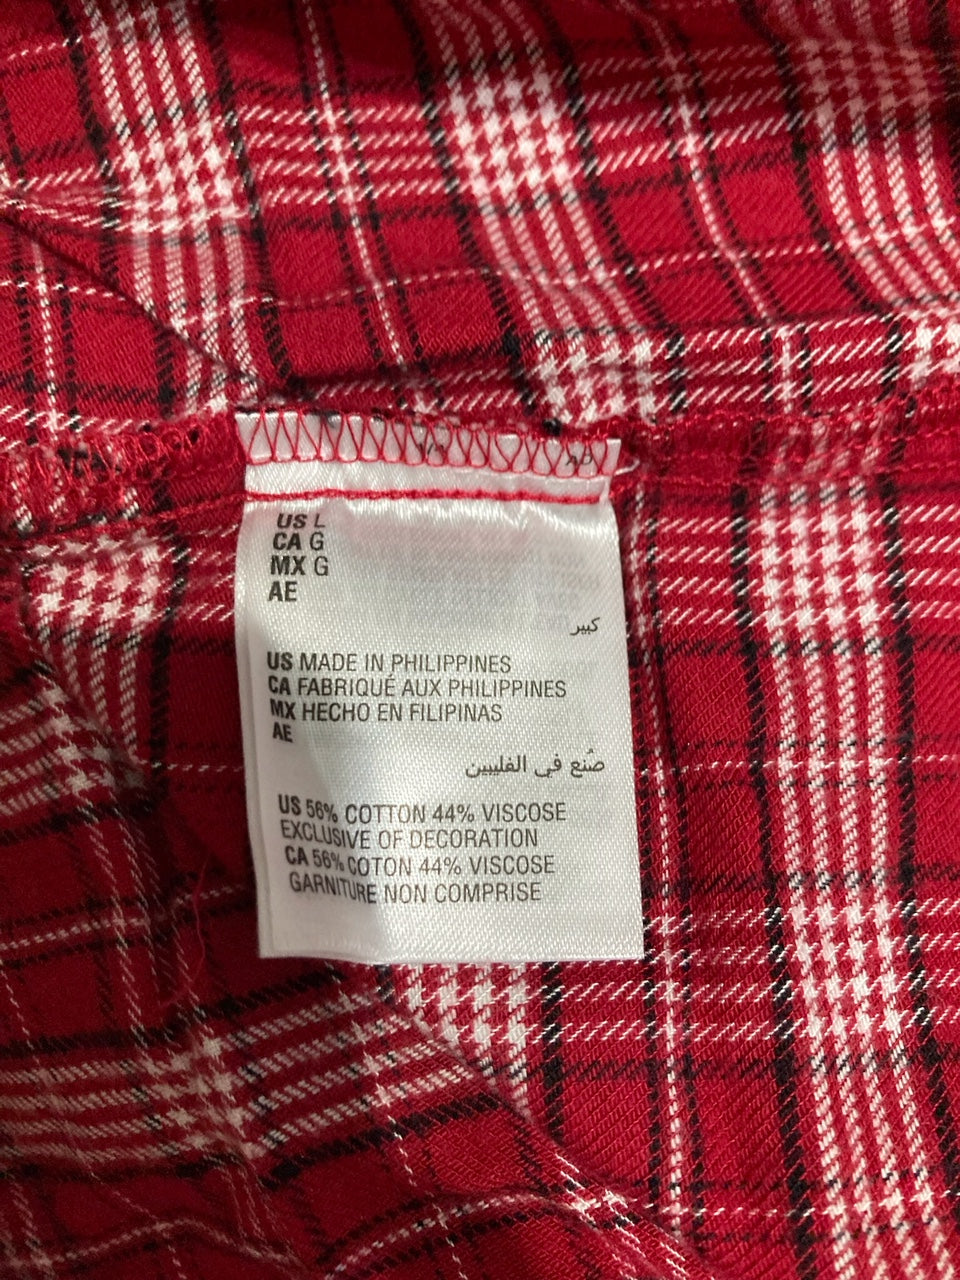 US L
CA G
MX G
AE
كبير
US MADE IN PHILIPPINES
CA FABRIQUÉ AUX PHILIPPINES
MX HECHO EN FILIPINAS
AE
صُنع في الفليبين
US 56% COTTON 44% VISCOSE
EXCLUSIVE OF DECORATION
CA 56% COTON 44% VISCOSE
GARNITURE NON COMPRISE